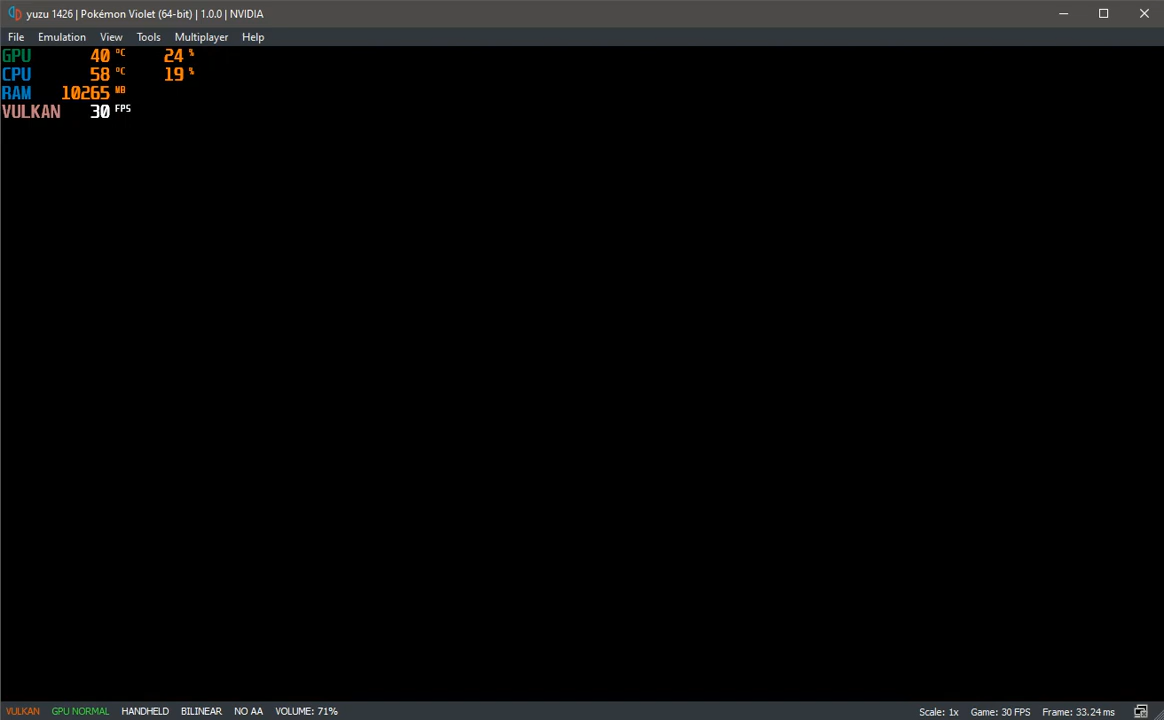 yuzu 1426 | Pokémon Violet (64-bit) | 1.0.0 | NVIDIA
File Emulation View Tools Multiplayer Help
GPU 40 °C 24 %
CPU 58 °C 19 %
RAM 10265 MB
VULKAN 30 FPS
VULKAN GPU NORMAL HANDHELD BILINEAR NO AA VOLUME: 71% Scale: 1x Game: 30 FPS Frame: 33.24 ms